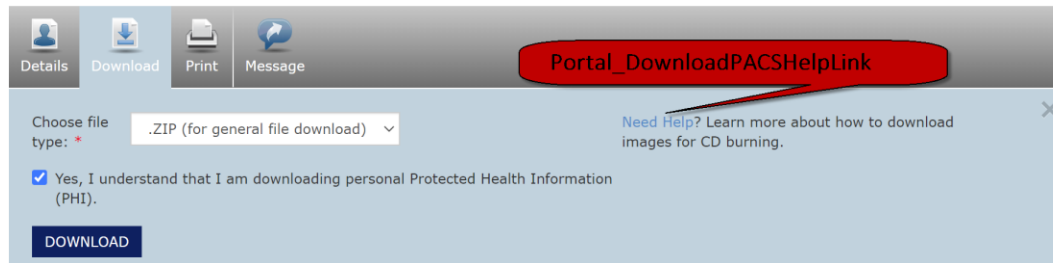 Details Download Print Message
Portal_DownloadPACSHelpLink
Choose file
type: *
.ZIP (for general file download)
Need Help? Learn more about how to download
images for CD burning.
Yes, I understand that I am downloading personal Protected Health Information
(PHI).
DOWNLOAD